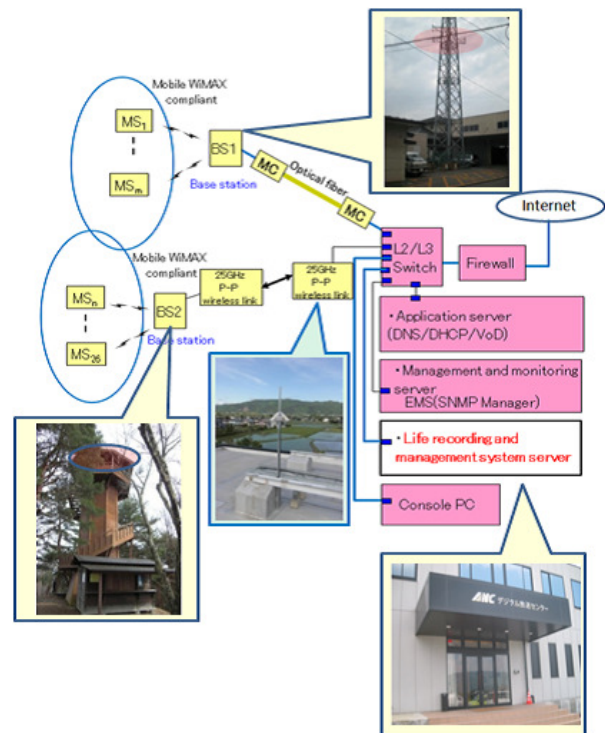 Mobile WiMAX
compliant
MS1
MSm
BS1
Base station
MC
Optical fiber
MC
Internet
L2/L3
Switch
Firewall
Mobile WiMAX
compliant
25GHz
P-P
wireless link
25GHz
P-P
wireless link
MSn
MS26
BS2
Base station
・Application server
(DNS/DHCP/VoD)
・Management and monitoring
server
EMS(SNMP Manager)
・Life recording and
management system server
Console PC
ANC デジタル放送センター